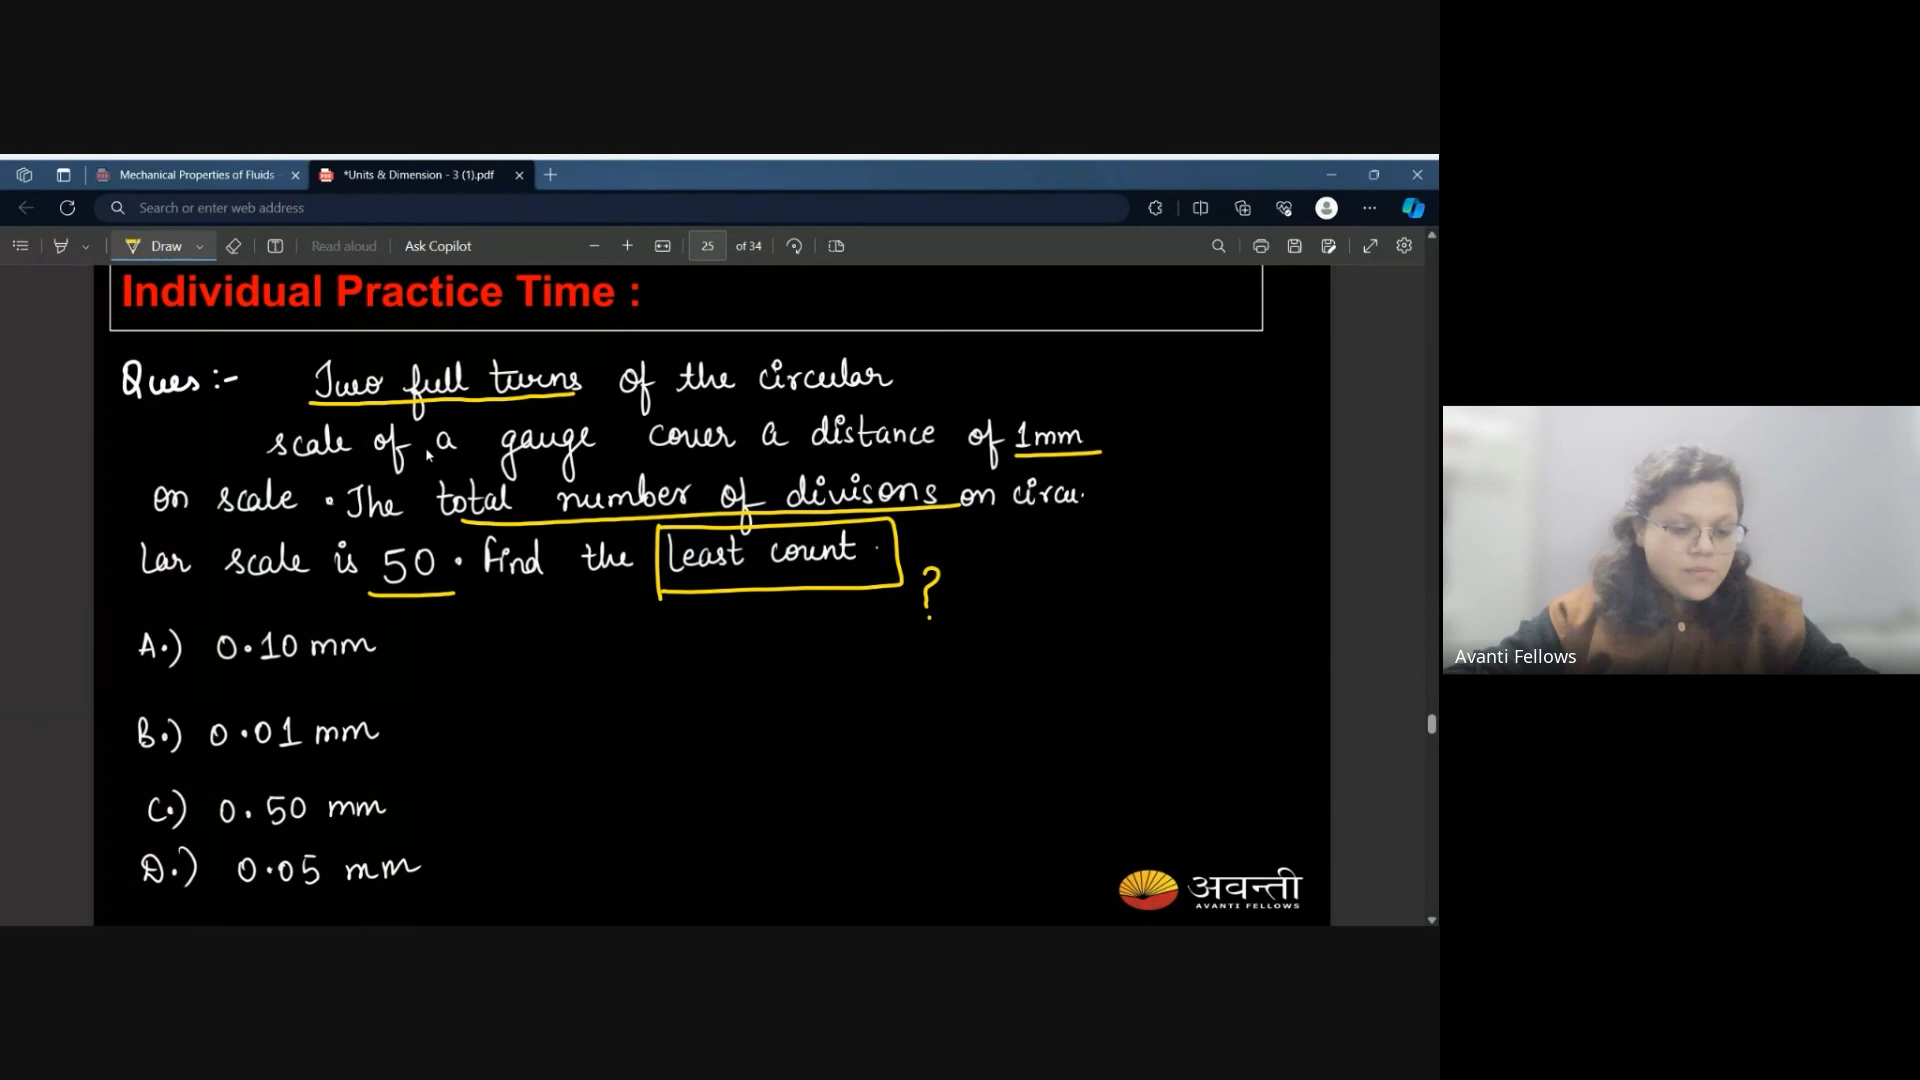 Mechanical Properties of Fluids
*Units & Dimension - 3 (1).pdf
Search or enter web address
Draw
Read aloud
Ask Copilot
25
of 34
Individual Practice Time :
Ques :- Two full turns of the circular
scale of a gauge cover a distance of 1mm
on scale . The total number of divisons on circu.
lar scale is 50 . find the least count .
?
A.) 0.10 mm
B.) 0.01 mm
C.) 0.50 mm
D.) 0.05 mm
अवन्ती
AVANTI FELLOWS
Avanti Fellows